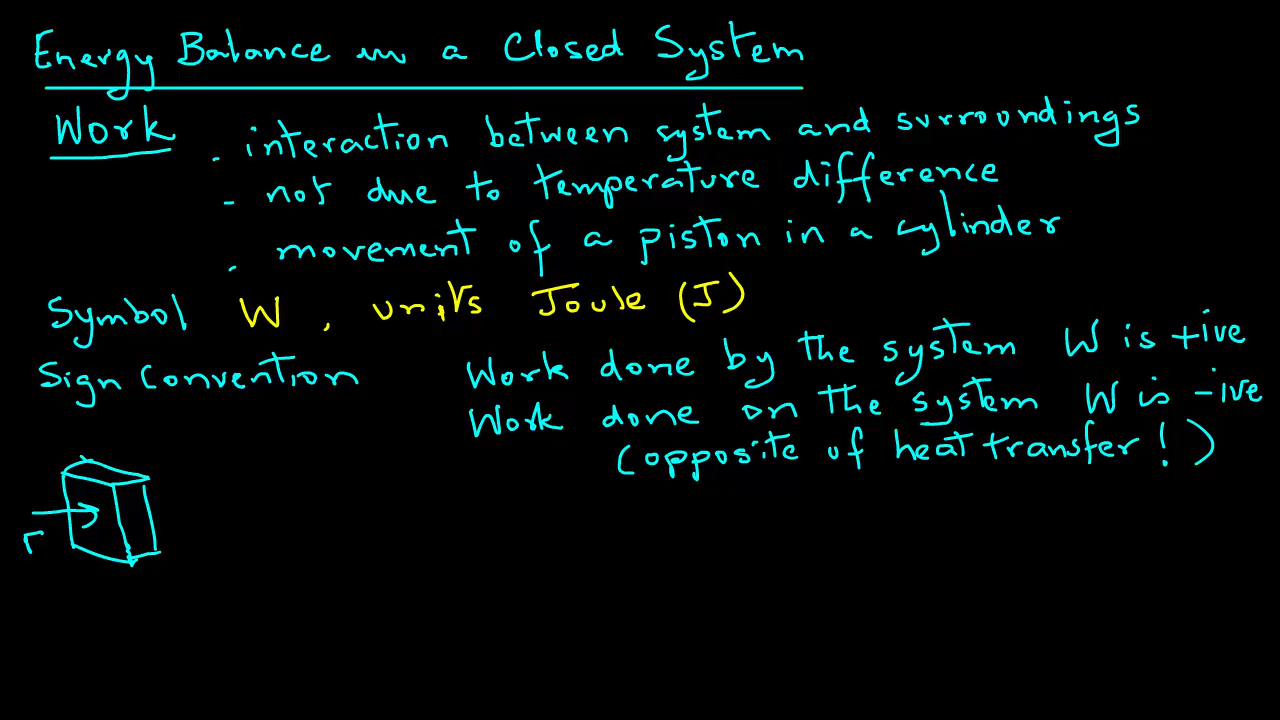 Energy Balance in a Closed System
Work . interaction between system and surroundings
- not due to temperature difference
. movement of a piston in a cylinder
Symbol W , units Joule (J)
Sign Convention Work done by the system W is +ive
Work done on the system W is -ive
(opposite of heat transfer!)